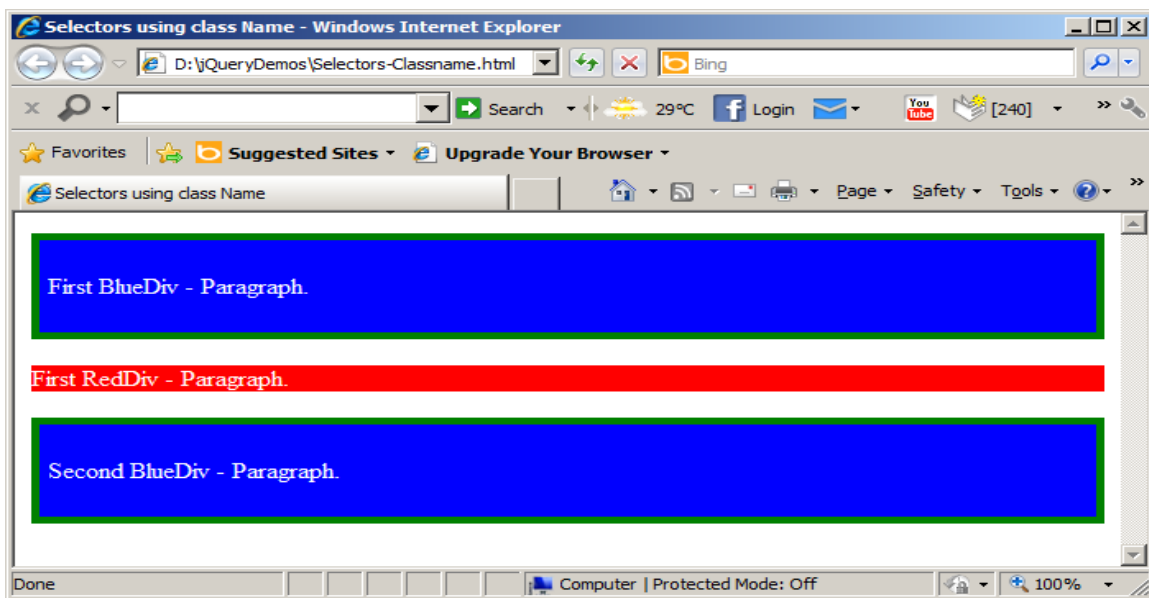 Selectors using class Name - Windows Internet Explorer
D:\jQueryDemos\Selectors-Classname.html
Bing
Search
29°C
Login
You Tube
[240]
Favorites
Suggested Sites
Upgrade Your Browser
Selectors using class Name
Page
Safety
Tools
First BlueDiv - Paragraph.
First RedDiv - Paragraph.
Second BlueDiv - Paragraph.
Done
Computer | Protected Mode: Off
100%